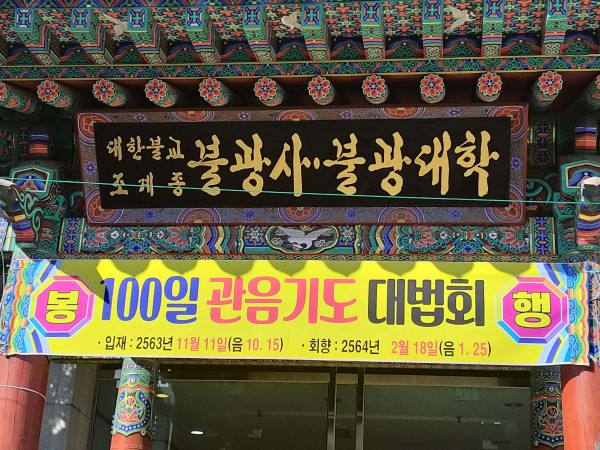 대한불교
조계종
불광사·불광대학
봉 100일 관음기도 대법회 행
· 입재 : 2563년 11월 11일(음 10. 15) · 회향 : 2564년 2월 18일(음 1. 25)